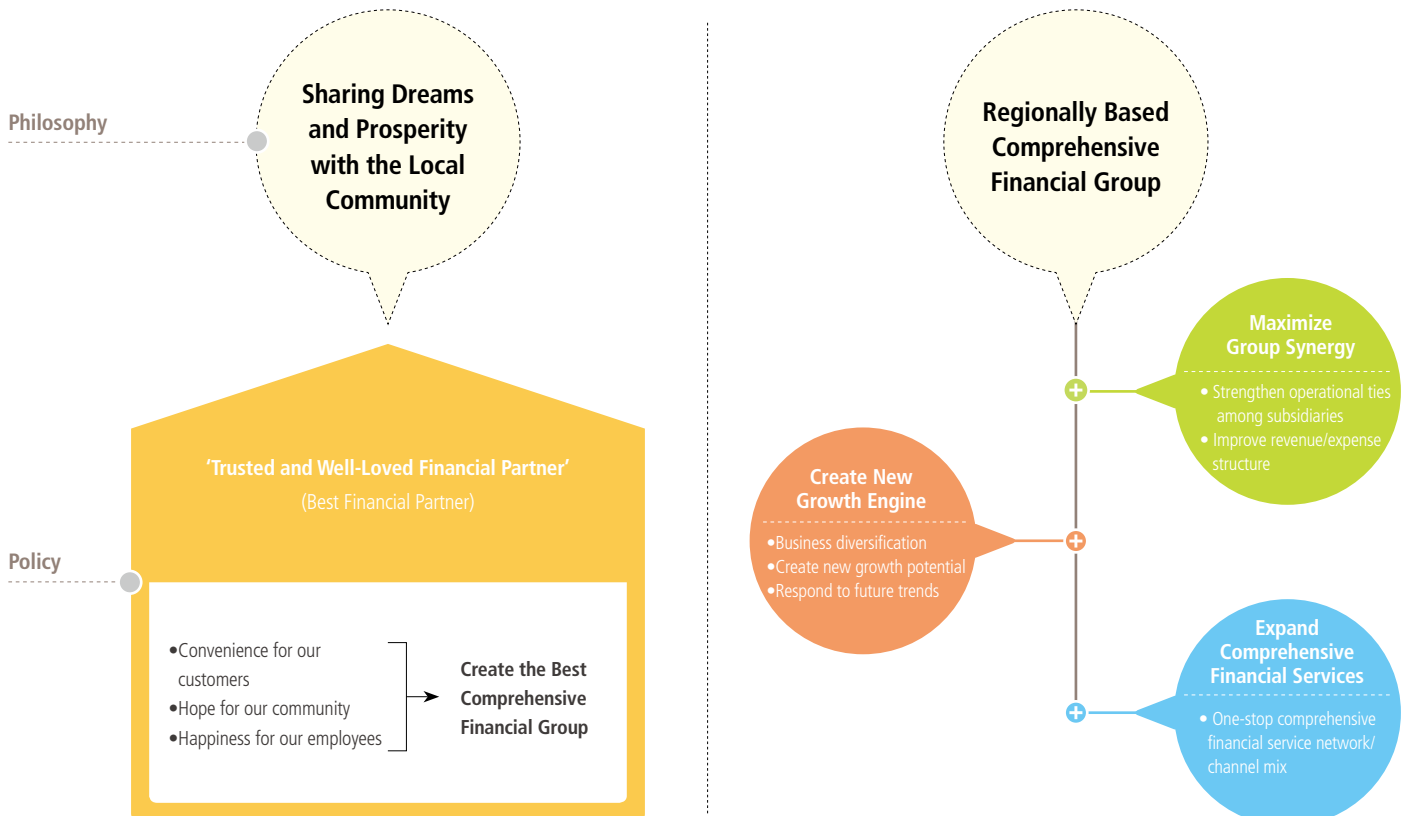 Philosophy
Sharing Dreams
and Prosperity
with the Local
Community
'Trusted and Well-Loved Financial Partner'
(Best Financial Partner)
Policy
•Convenience for our
customers
•Hope for our community
•Happiness for our employees
Create the Best
Comprehensive
Financial Group
Regionally Based
Comprehensive
Financial Group
Maximize
Group Synergy
• Strengthen operational ties
among subsidiaries
• Improve revenue/expense
structure
Create New
Growth Engine
•Business diversification
•Create new growth potential
•Respond to future trends
Expand
Comprehensive
Financial Services
• One-stop comprehensive
financial service network/
channel mix